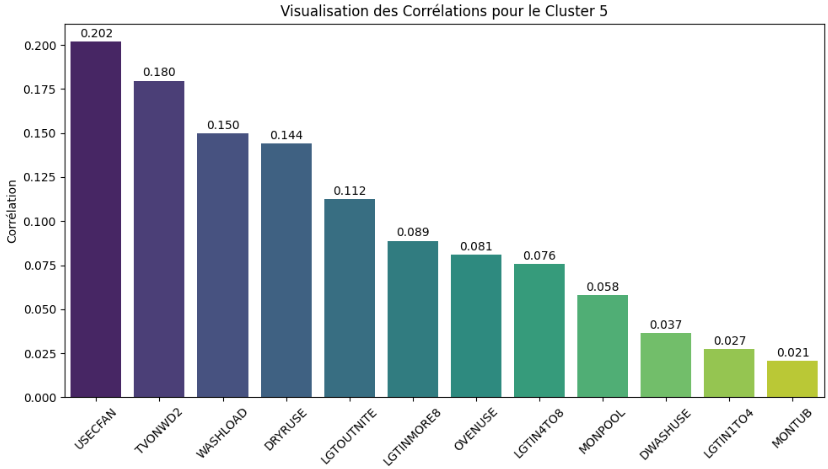 Visualisation des Corrélations pour le Cluster 5
Corrélation
0.200
0.175
0.150
0.125
0.100
0.075
0.050
0.025
0.000
0.202
0.180
0.150
0.144
0.112
0.089
0.081
0.076
0.058
0.037
0.027
0.021
USECFAN
TVONWD2
WASHLOAD
DRYRUSE
LGTOUTNITE
LGTINMORE8
OVENUSE
LGTIN4TO8
MONPOOL
DWASHUSE
LGTIN1TO4
MONTUB